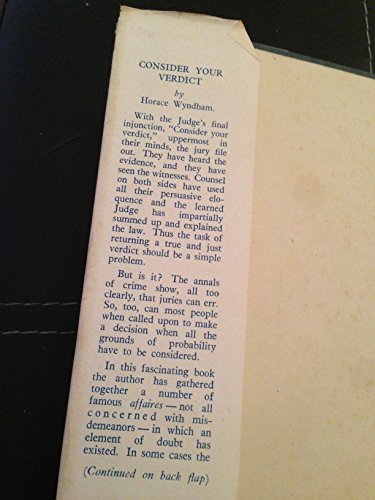 CONSIDER YOUR
VERDICT
by
Horace Wyndham.
With the Judge's final
injunction, "Consider your
verdict," uppermost in
their minds, the jury file
out. They have heard the
evidence, and they have
seen the witnesses. Counsel
on both sides have used
all their persuasive elo-
quence and the learned
Judge has impartially
summed up and explained
the law. Thus the task of
returning a true and just
verdict should be a simple
problem.
But is it? The annals
of crime show, all too
clearly, that juries can err.
So, too, can most people
when called upon to make
a decision when all the
grounds of probability
have to be considered.
In this fascinating book
the author has gathered
together a number of
famous affaires—not all
concerned with mis-
demeanors—in which an
element of doubt has
existed. In some cases the
(Continued on back flap)